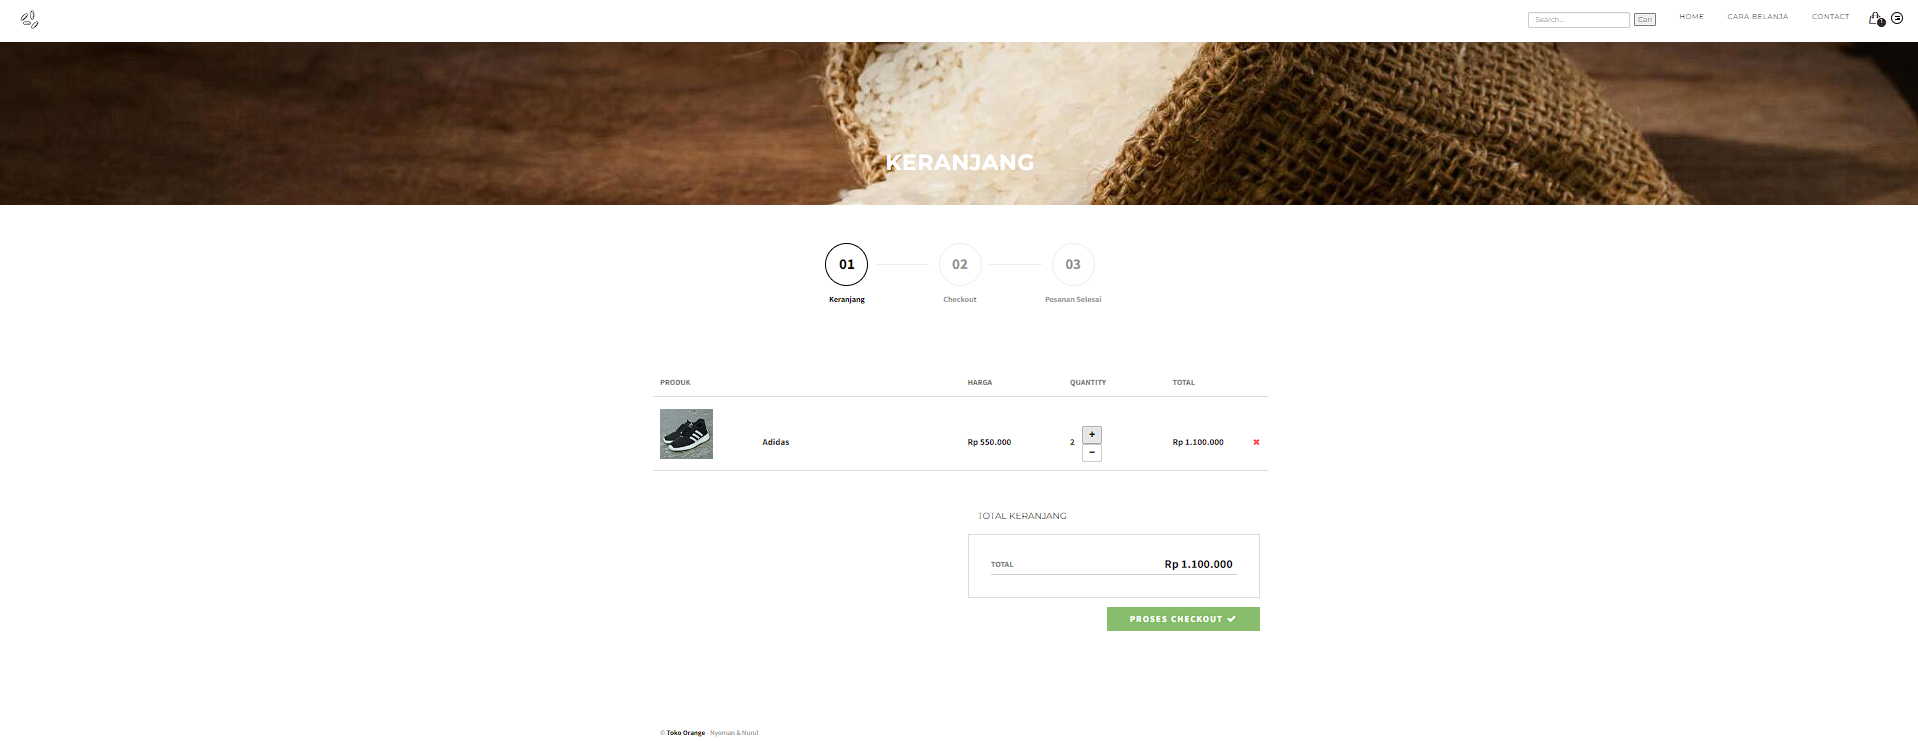 Search...
Cari
HOME
CARA BELANJA
CONTACT
1
KERANJANG
01
02
03
Keranjang
Checkout
Pesanan Selesai
PRODUK
HARGA
QUANTITY
TOTAL
Adidas
Rp 550.000
2
+
-
Rp 1.100.000
TOTAL KERANJANG
TOTAL
Rp 1.100.000
PROSES CHECKOUT
© Toko Orange - Nyoman & Nurul